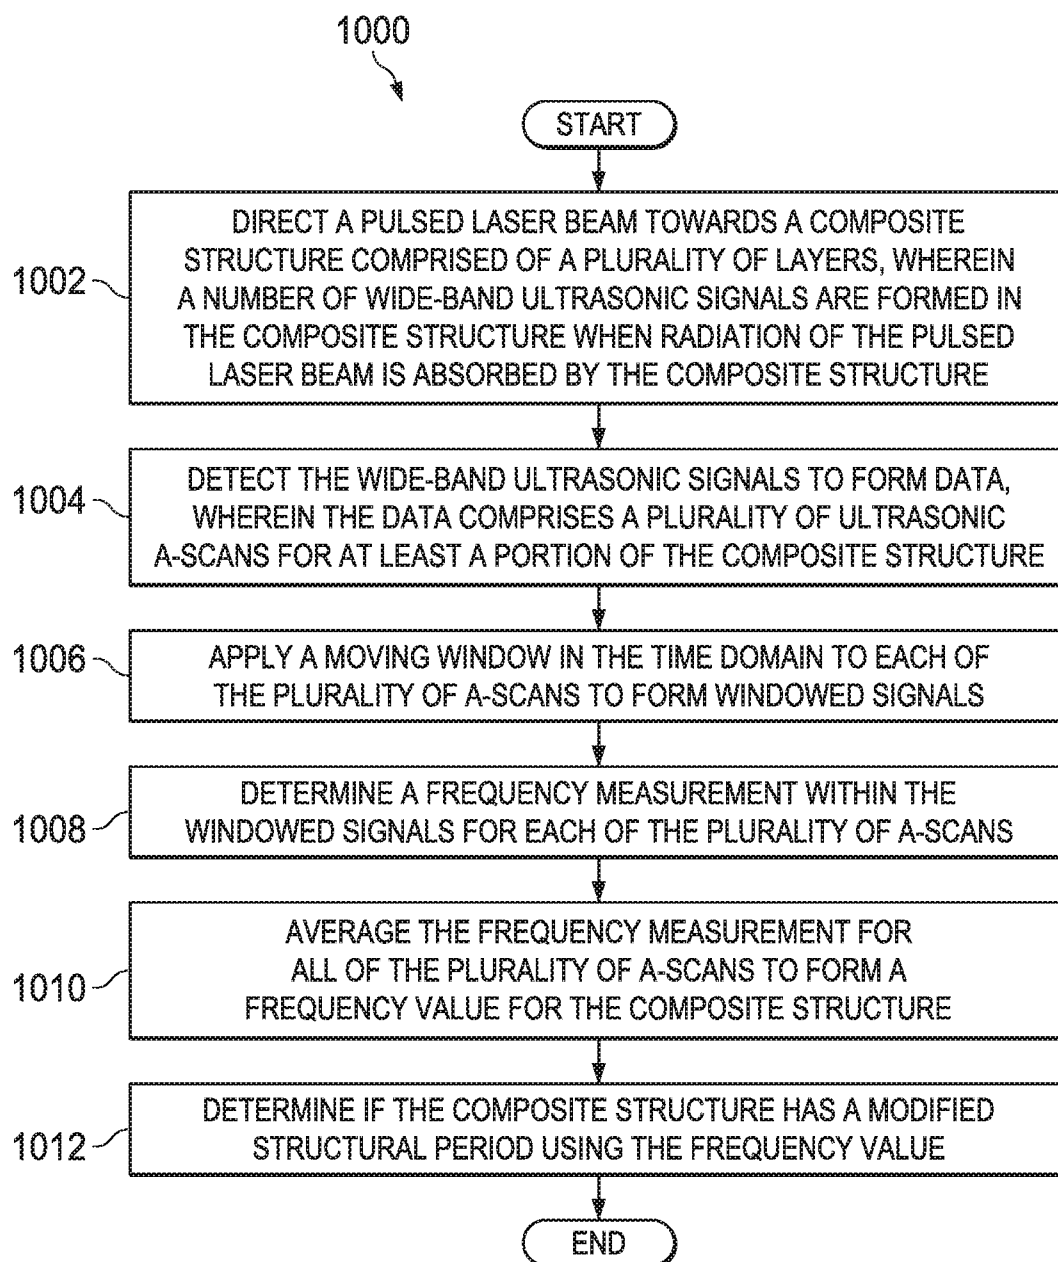 1000
START
1002
DIRECT A PULSED LASER BEAM TOWARDS A COMPOSITE
STRUCTURE COMPRISED OF A PLURALITY OF LAYERS, WHEREIN
A NUMBER OF WIDE-BAND ULTRASONIC SIGNALS ARE FORMED IN
THE COMPOSITE STRUCTURE WHEN RADIATION OF THE PULSED
LASER BEAM IS ABSORBED BY THE COMPOSITE STRUCTURE
1004
DETECT THE WIDE-BAND ULTRASONIC SIGNALS TO FORM DATA,
WHEREIN THE DATA COMPRISES A PLURALITY OF ULTRASONIC
A-SCANS FOR AT LEAST A PORTION OF THE COMPOSITE STRUCTURE
1006
APPLY A MOVING WINDOW IN THE TIME DOMAIN TO EACH OF
THE PLURALITY OF A-SCANS TO FORM WINDOWED SIGNALS
1008
DETERMINE A FREQUENCY MEASUREMENT WITHIN THE
WINDOWED SIGNALS FOR EACH OF THE PLURALITY OF A-SCANS
1010
AVERAGE THE FREQUENCY MEASUREMENT FOR
ALL OF THE PLURALITY OF A-SCANS TO FORM A
FREQUENCY VALUE FOR THE COMPOSITE STRUCTURE
1012
DETERMINE IF THE COMPOSITE STRUCTURE HAS A MODIFIED
STRUCTURAL PERIOD USING THE FREQUENCY VALUE
END